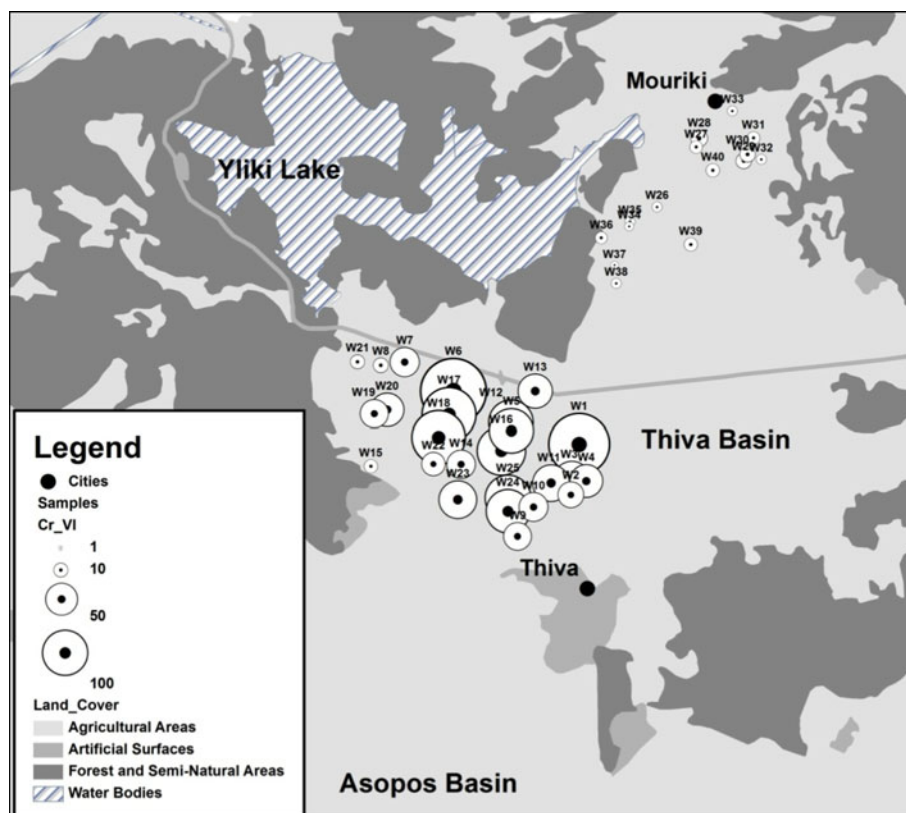 Mouriki
W33
W28
W31
W27
W30
W29
W32
W40
Yliki Lake
W26
W35
W34
W36
W39
W37
W38
W21
W8
W7
W6
W13
W17
W12
W19
W20
W5
W18
W16
W1
Thiva Basin
W22
W14
W15
W25
W11
W3
W4
W23
W24
W10
W2
W9
Thiva
Legend
Cities
Samples
Cr_VI
1
10
50
100
Land_Cover
Agricultural Areas
Artificial Surfaces
Forest and Semi-Natural Areas
Water Bodies
Asopos Basin